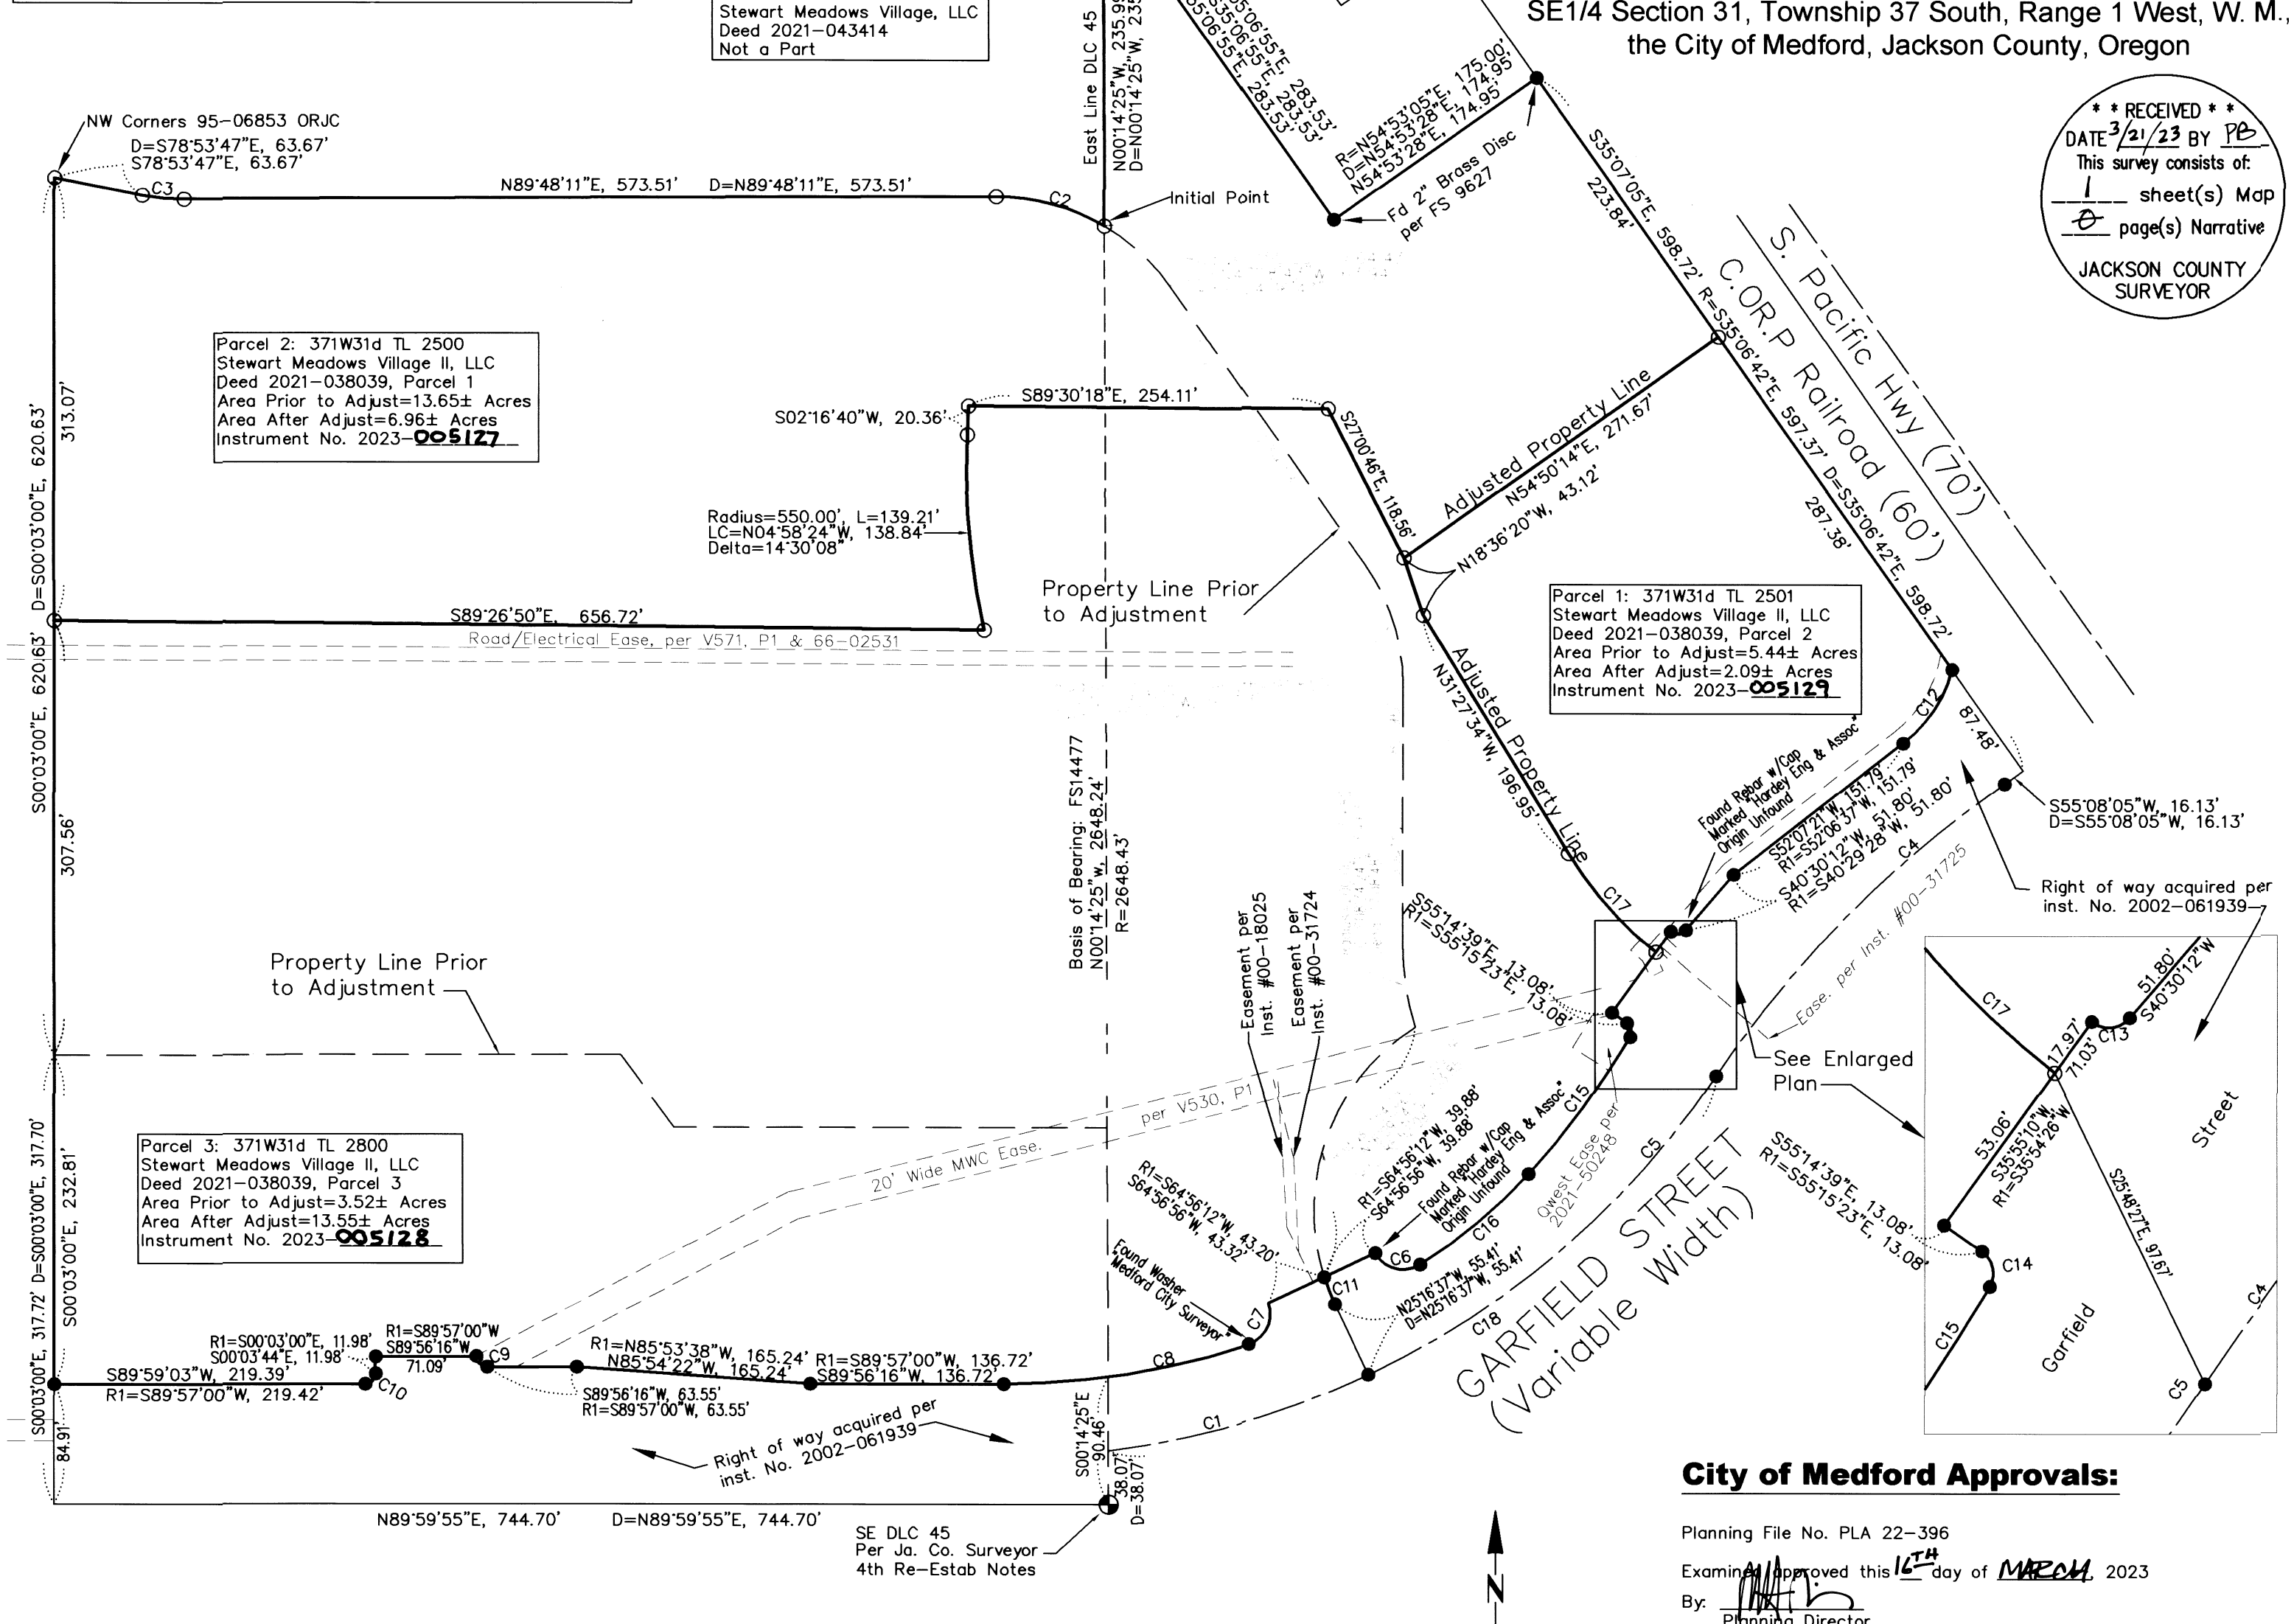 Stewart Meadows Village, LLC
Deed 2021-043414
Not a Part
East Line DLC 45
N00°14'25"W, 235.9
D=N00°14'25"W, 235
35°06'55"E, 283.53'
S35°06'55"E, 283.53'
5°06'55"E, 283.53'
R=N54°53'05"E, 175.00'
D=N54°53'28"E, 174.95'
N54°53'28"E, 174.95'
Fd 2" Brass Disc
per FS 9627
SE1/4 Section 31, Township 37 South, Range 1 West, W. M.,
the City of Medford, Jackson County, Oregon
* * RECEIVED * *
DATE 3/21/23 BY PB
This survey consists of:
1 sheet(s) Map
0 page(s) Narrative
JACKSON COUNTY
SURVEYOR
NW Corners 95-06853 ORJC
D=S78°53'47"E, 63.67'
S78°53'47"E, 63.67'
C3
N89°48'11"E, 573.51' D=N89°48'11"E, 573.51'
C2
Initial Point
S35°07'05"E, 598.72' R=S35°06'42"E, 597.37' D=S35°06'42"E, 598.72'
223.84'
287.38'
S. Pacific Hwy (70')
C.OR.P Railroad (60')
D=S00°03'00"E, 620.63'
313.07'
Parcel 2: 371W31d TL 2500
Stewart Meadows Village II, LLC
Deed 2021-038039, Parcel 1
Area Prior to Adjust=13.65± Acres
Area After Adjust=6.96± Acres
Instrument No. 2023-005127
S02°16'40"W, 20.36'
S89°30'18"E, 254.11'
S27°00'46"E, 118.56'
Adjusted Property Line
N54°50'14"E, 271.67'
N18°36'20"W, 43.12'
Radius=550.00', L=139.21'
LC=N04°58'24"W, 138.84'
Delta=14°30'08"
Property Line Prior
to Adjustment
Parcel 1: 371W31d TL 2501
Stewart Meadows Village II, LLC
Deed 2021-038039, Parcel 2
Area Prior to Adjust=5.44± Acres
Area After Adjust=2.09± Acres
Instrument No. 2023-005129
S89°26'50"E, 656.72'
Road/Electrical Ease, per V571, P1 & 66-02531
S00°03'00"E, 620.63'
307.56'
Adjusted Property Line
N31°27'34"W, 196.95'
C17
C12
87.48'
Found Rebar w/Cap
Marked "Hardey Eng & Assoc"
Origin Unfound
S52°07'21"W, 151.79'
R1=S52°06'37"W, 151.79'
S40°30'12"W, 51.80'
R1=S40°29'28"W, 51.80'
C4
Ease. per Inst. #00-31725
S55°08'05"W, 16.13'
D=S55°08'05"W, 16.13'
Right of way acquired per
inst. No. 2002-061939
Basis of Bearing: FS14477
N00°14'25"w, 2648.24'
R=2648.43'
Easement per
Inst. #00-18025
Easement per
Inst. #00-31724
S55°14'39"E, 13.08'
R1=S55°15'23"E, 13.08'
Property Line Prior
to Adjustment
See Enlarged
Plan
C17
51.80'
S40°30'12"W
C13
117.97'
71.03'
53.06'
S35°55'10"W,
R1=S35°54'26"W
S25°48'27"E, 97.67'
Street
S55°14'39"E, 13.08'
R1=S55°15'23"E, 13.08'
C14
C15
Garfield
C4
C5
20' Wide MWC Ease.
per V530, P1
Parcel 3: 371W31d TL 2800
Stewart Meadows Village II, LLC
Deed 2021-038039, Parcel 3
Area Prior to Adjust=3.52± Acres
Area After Adjust=13.55± Acres
Instrument No. 2023-005128
S00°03'00"E, 317.72' D=S00°03'00"E, 317.70'
S00°03'00"E, 232.81'
84.91'
R1=S64°56'12"W, 43.20'
S64°56'56"W, 43.32'
R1=S64°56'12"W, 39.88'
S64°56'56"W, 39.88'
Found Rebar w/Cap
Marked "Hardey Eng & Assoc"
Origin Unfound
C15
Qwest Ease per
2021-50248
C5
C6
C16
C11
N25°16'37"W, 55.41'
D=N25°16'37"W, 55.41'
C18
GARFIELD STREET
(Variable Width)
Found Washer
"Medford City Surveyor"
C7
C8
R1=S00°03'00"E, 11.98'
S00°03'44"E, 11.98'
R1=S89°57'00"W
S89°56'16"W
71.09'
C9
C10
S89°59'03"W, 219.39'
R1=S89°57'00"W, 219.42'
R1=N85°53'38"W, 165.24'
N85°54'22"W, 165.24'
R1=S89°57'00"W, 136.72'
S89°56'16"W, 136.72'
S89°56'16"W, 63.55'
R1=S89°57'00"W, 63.55'
Right of way acquired per
inst. No. 2002-061939
S00°14'25"E
90.46'
C1
38.07'
D=38.07'
N89°59'55"E, 744.70' D=N89°59'55"E, 744.70'
SE DLC 45
Per Ja. Co. Surveyor
4th Re-Estab Notes
N
City of Medford Approvals:
Planning File No. PLA 22-396
Examined Approved this 16TH day of MARCH, 2023
By:
Planning Director